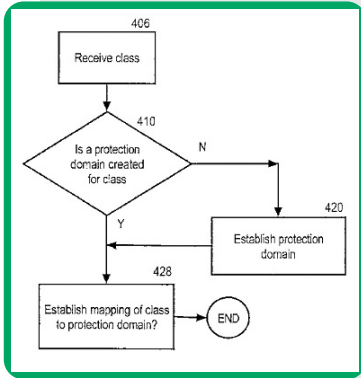 406
Receive class
410
Is a protection
domain created
for class
N
Y
420
Establish protection
domain
428
Establish mapping of class
to protection domain?
END